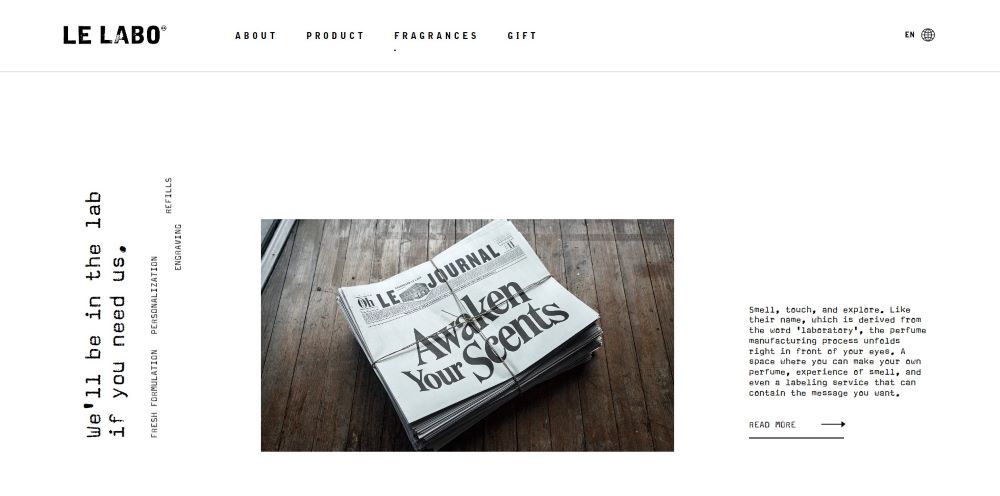 LE LABO
ABOUT
PRODUCT
FRAGRANCES
GIFT
EN
We'll be in the lab
if you need us.
FRESH FORMULATION
PERSONALIZATION
ENGRAVING
REFILLS
Oh
LE JOURNAL
Awaken
Your Scents
Smell, touch, and explore. Like
their name, which is derived from
the word 'laboratory', the perfume
manufacturing process unfolds
right in front of your eyes. A
space where you can make your own
perfume, experience of smell, and
even a labeling service that can
contain the message you want.
READ MORE